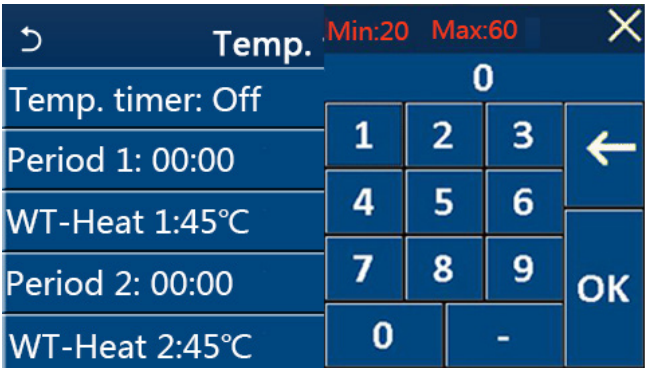 Temp.
Temp. timer: Off
Period 1: 00:00
WT-Heat 1:45℃
Period 2: 00:00
WT-Heat 2:45℃
Min:20 Max:60
0
1 2 3
4 5 6
7 8 9
OK
0 -